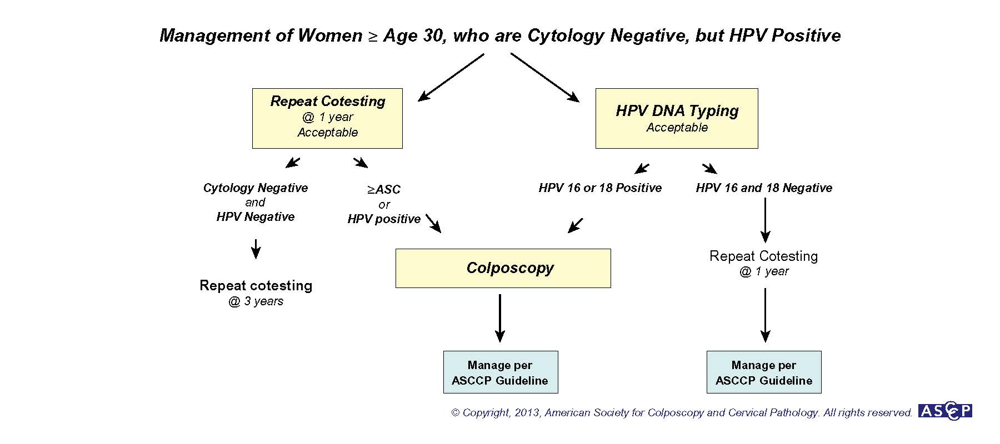 Management of Women ≥ Age 30, who are Cytology Negative, but HPV Positive
Repeat Cotesting
@ 1 year
Acceptable
HPV DNA Typing
Acceptable
Cytology Negative
and
HPV Negative
≥ASC
or
HPV positive
HPV 16 or 18 Positive
HPV 16 and 18 Negative
Repeat cotesting
@ 3 years
Colposcopy
Repeat Cotesting
@ 1 year
Manage per
ASCCP Guideline
Manage per
ASCCP Guideline
© Copyright, 2013, American Society for Colposcopy and Cervical Pathology. All rights reserved.
ASCCP